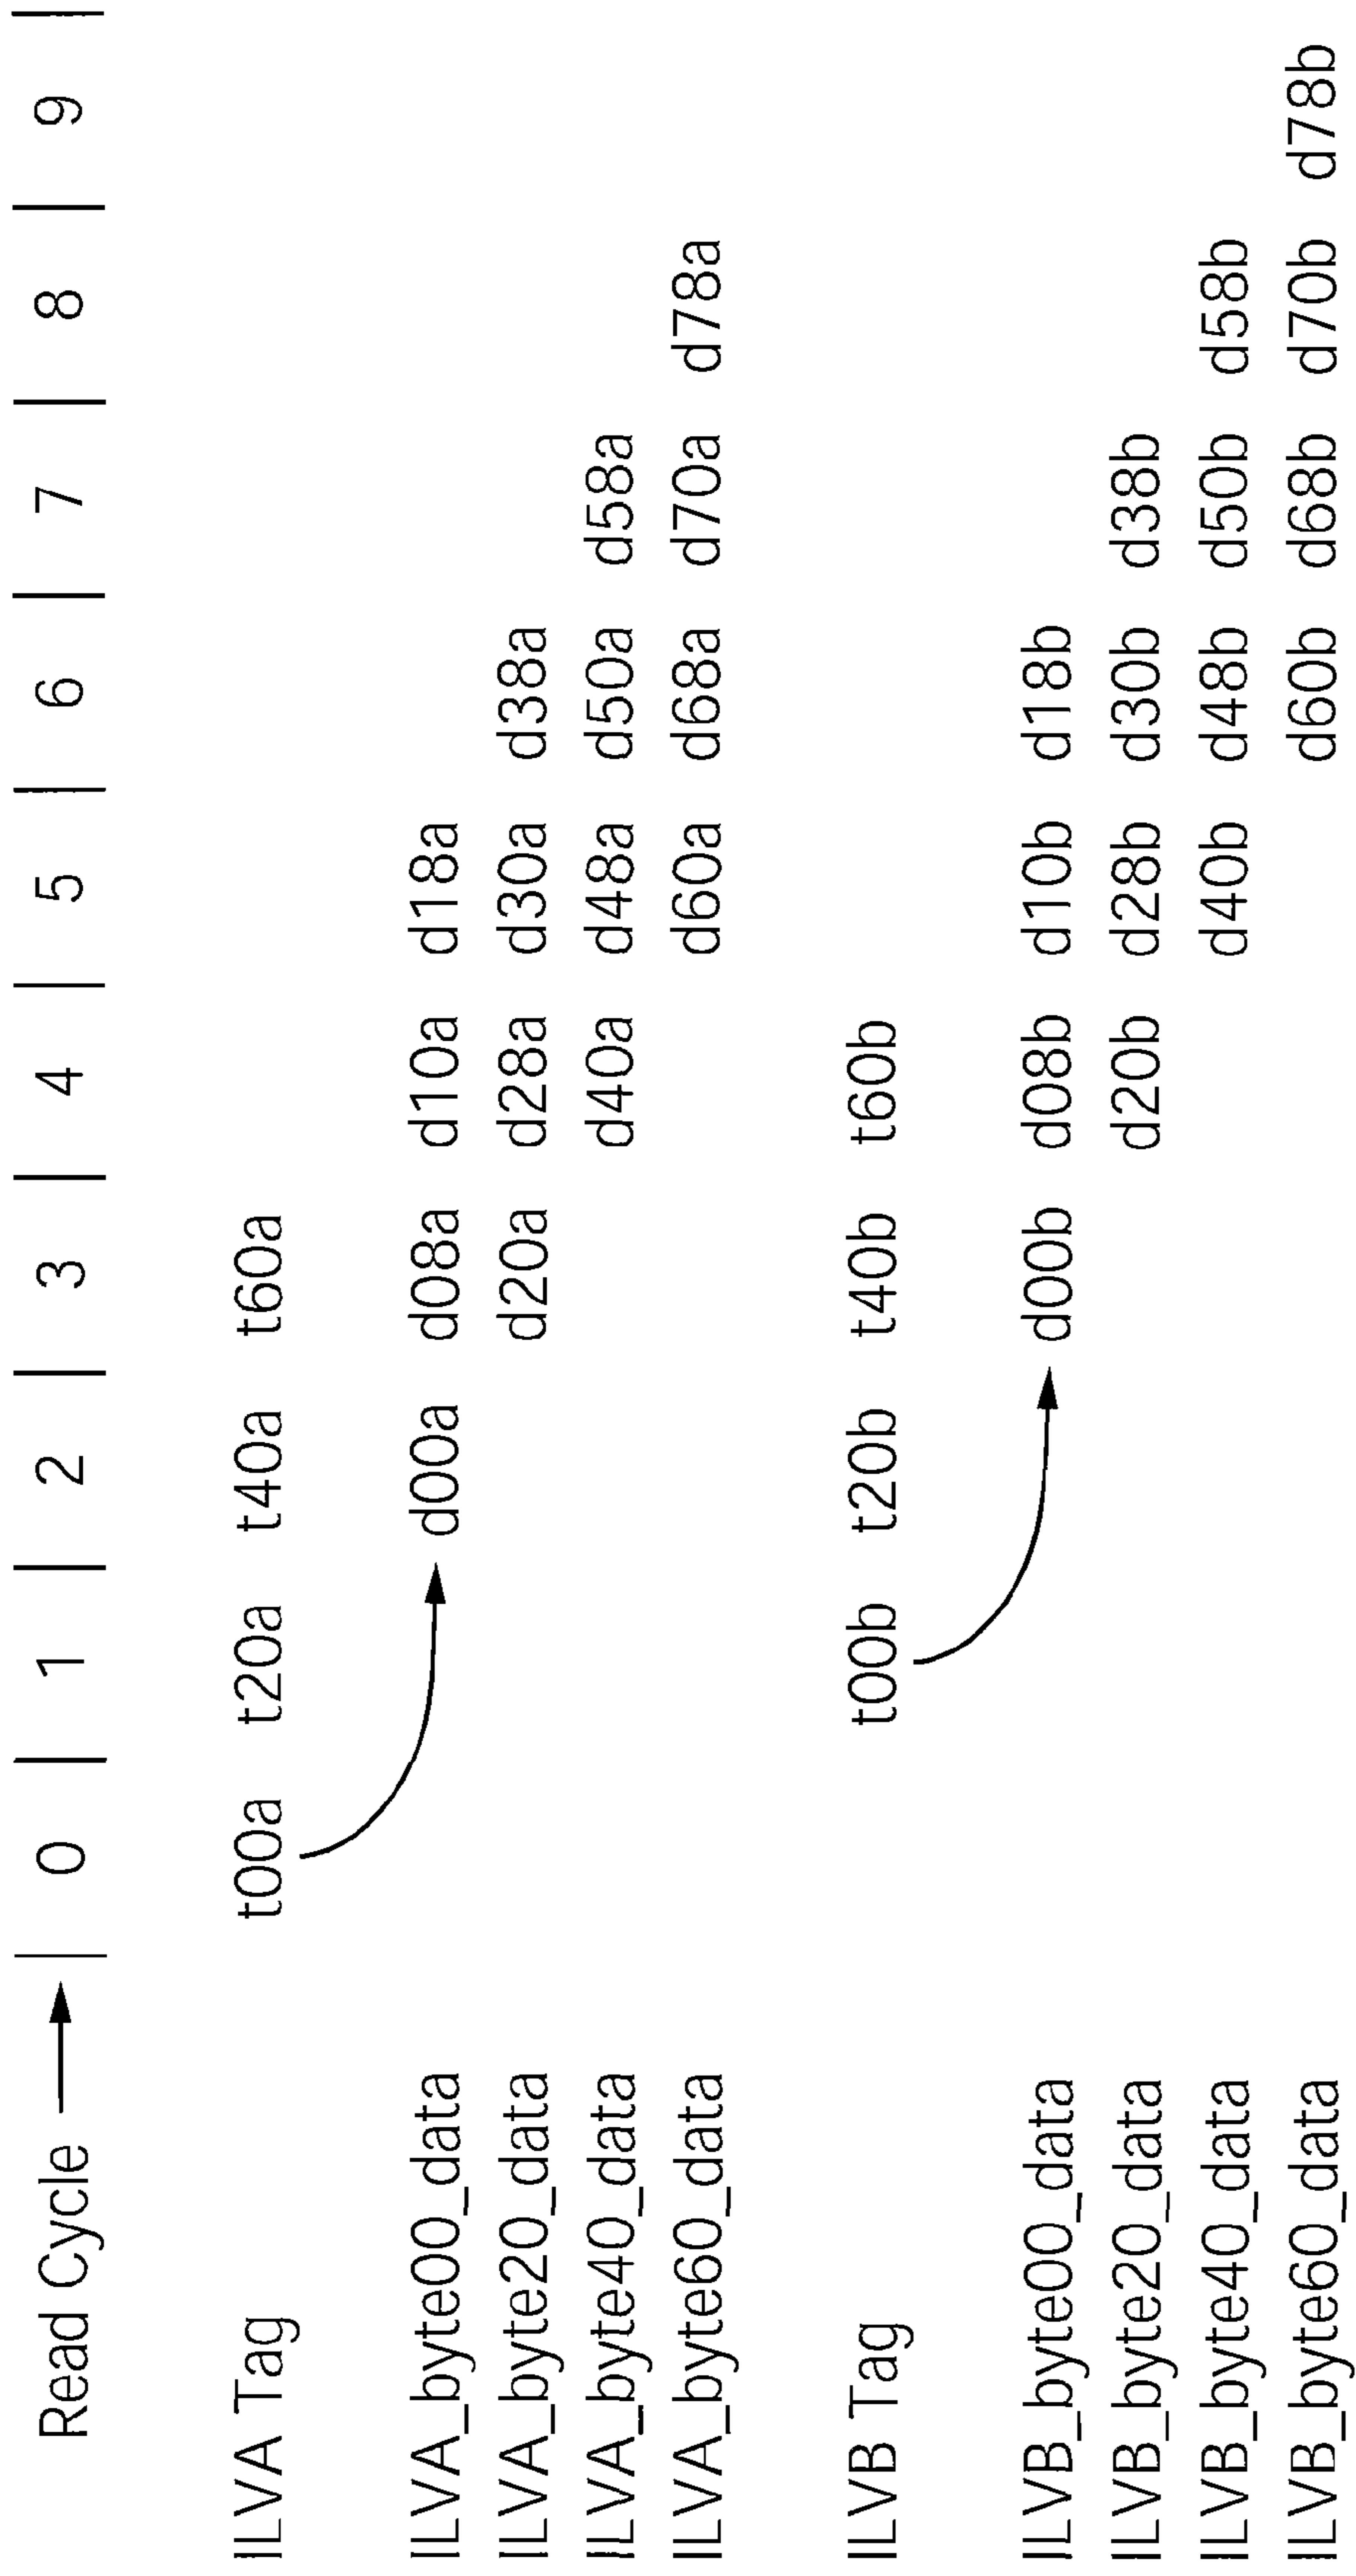 Read Cycle → | 0 | 1 | 2 | 3 | 4 | 5 | 6 | 7 | 8 | 9 |
ILVA Tag t00a t20a t40a t60a
ILVA_byte00_data d00a d08a d10a d18a
ILVA_byte20_data d20a d28a d30a d38a
ILVA_byte40_data d40a d48a d50a d58a
ILVA_byte60_data d60a d68a d70a d78a
ILVB Tag t00b t20b t40b t60b
ILVB_byte00_data d00b d08b d10b d18b
ILVB_byte20_data d20b d28b d30b d38b
ILVB_byte40_data d40b d48b d50b d58b
ILVB_byte60_data d60b d68b d70b d78b